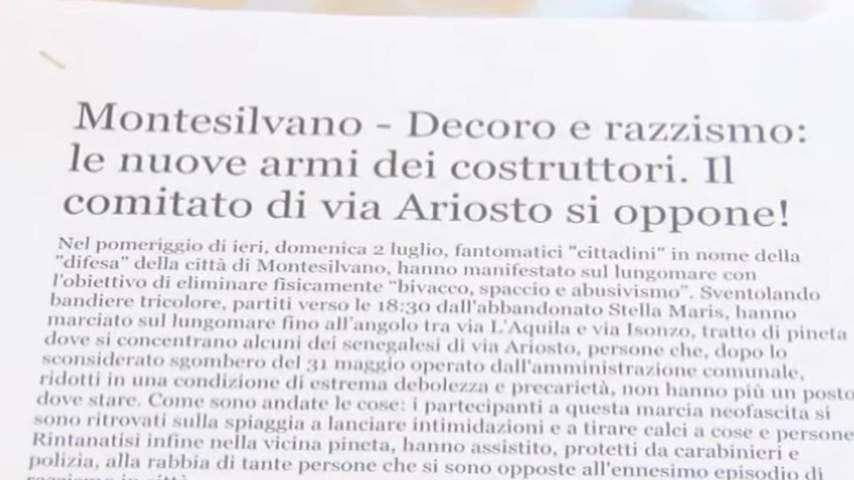 Montesilvano - Decoro e razzismo:
le nuove armi dei costruttori. Il
comitato di via Ariosto si oppone!
Nel pomeriggio di ieri, domenica 2 luglio, fantomatici "cittadini" in nome della
"difesa" della città di Montesilvano, hanno manifestato sul lungomare con
l'obiettivo di eliminare fisicamente “bivacco, spaccio e abusivismo”. Sventolando
bandiere tricolore, partiti verso le 18:30 dall'abbandonato Stella Maris, hanno
marciato sul lungomare fino all'angolo tra via L'Aquila e via Isonzo, tratto di pineta
dove si concentrano alcuni dei senegalesi di via Ariosto, persone che, dopo lo
sconsiderato sgombero del 31 maggio operato dall'amministrazione comunale,
ridotti in una condizione di estrema debolezza e precarietà, non hanno più un posto
dove stare. Come sono andate le cose: i partecipanti a questa marcia neofascita si
sono ritrovati sulla spiaggia a lanciare intimidazioni e a tirare calci a cose e persone
Rintanatisi infine nella vicina pineta, hanno assistito, protetti da carabinieri e
polizia, alla rabbia di tante persone che si sono opposte all'ennesimo episodio di